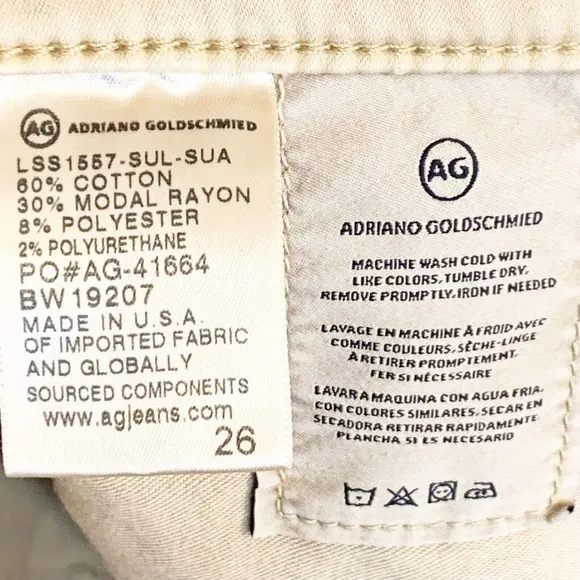 AG ADRIANO GOLDSCHMIED
LSS1557-SUL-SUA
60% COTTON
30% MODAL RAYON
8% POLYESTER
2% POLYURETHANE
PO#AG-41664
BW19207
MADE IN U.S.A.
OF IMPORTED FABRIC
AND GLOBALLY
SOURCED COMPONENTS
www.agjeans.com
26
AG
ADRIANO GOLDSCHMIED
MACHINE WASH COLD WITH
LIKE COLORS, TUMBLE DRY,
REMOVE PROMPTLY, IRON IF NEEDED
LAVAGE EN MACHINE À FROID AVEC
COMME COULEURS, SÈCHE-LINGE
À RETIRER PROMPTEMENT,
FER SI NÉCESSAIRE
LAVAR A MAQUINA CON AGUA FRIA,
CON COLORES SIMILARES, SECAR EN
SECADORA RETIRAR RAPIDAMENTE,
PLANCHA SI ES NECESARIO